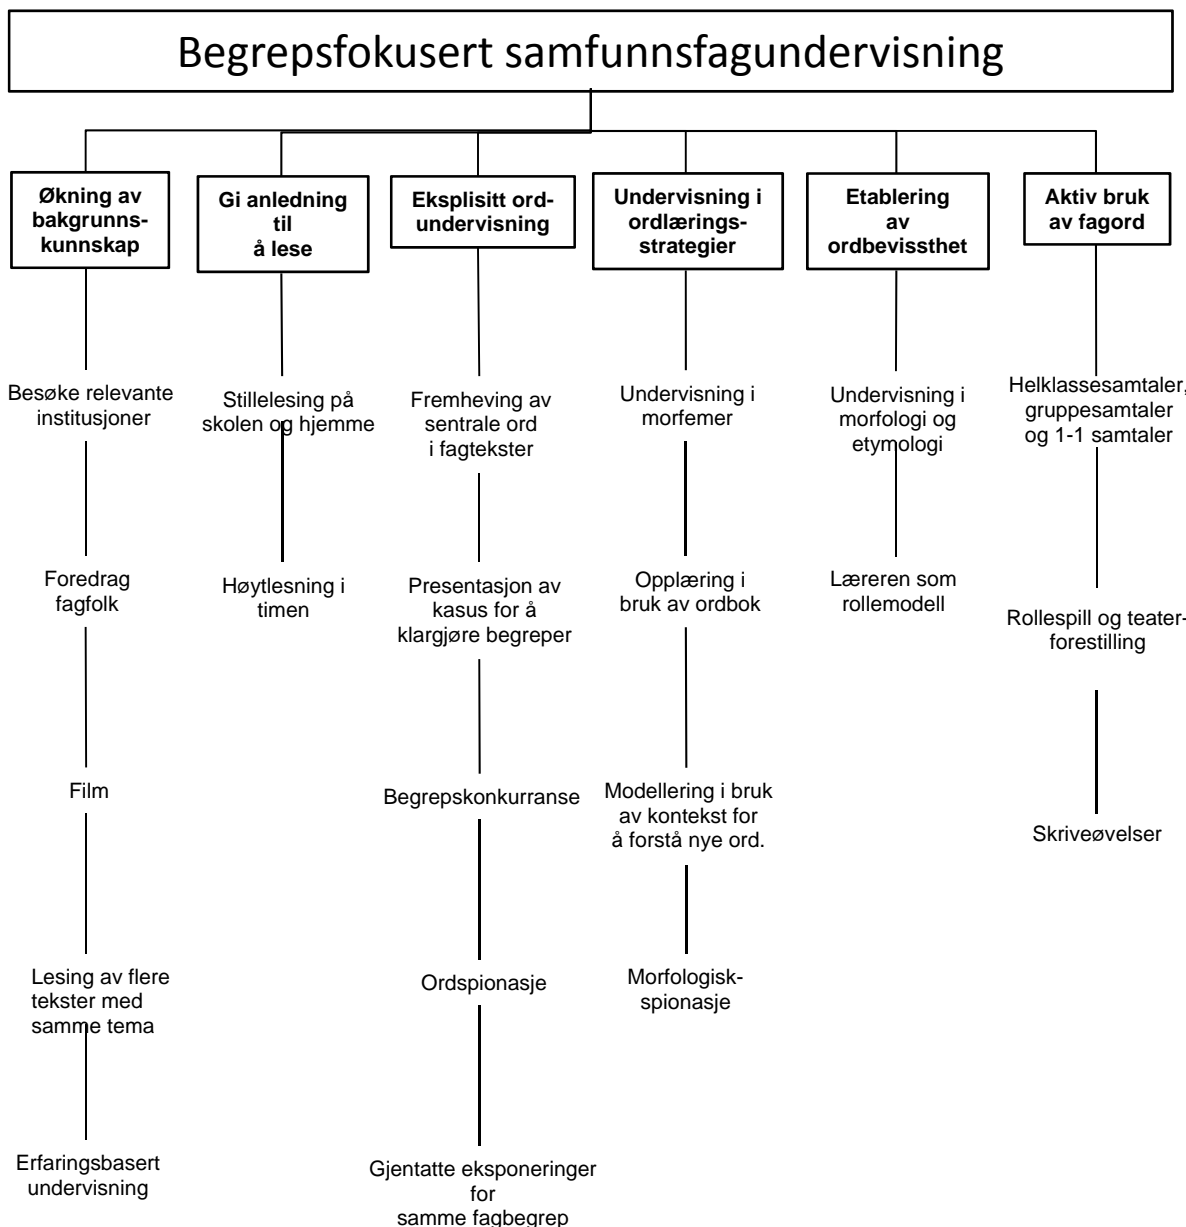 Begrepsfokusert samfunnsfagundervisning
Økning av
bakgrunns-
kunnskap
Besøke relevante
institusjoner
Foredrag
fagfolk
Film
Lesing av flere
tekster med
samme tema
Erfaringsbasert
undervisning
Gi anledning
til
å lese
Stillelesing på
skolen og hjemme
Høytlesning i
timen
Eksplisitt ord-
undervisning
Fremheving av
sentrale ord
i fagtekster
Presentasjon av
kasus for å
klargjøre begreper
Begrepskonkurranse
Ordspionasje
Gjentatte eksponeringer
for
samme fagbegrep
Undervisning i
ordlærings-
strategier
Undervisning i
morfemer
Opplæring i
bruk av ordbok
Modellering i bruk
av kontekst for
å forstå nye ord.
Morfologisk-
spionasje
Etablering
av
ordbevissthet
Undervisning i
morfologi og
etymologi
Læreren som
rollemodell
Aktiv bruk
av fagord
Helklassesamtaler,
gruppesamtaler
og 1-1 samtaler
Rollespill og teater-
forestilling
Skriveøvelser